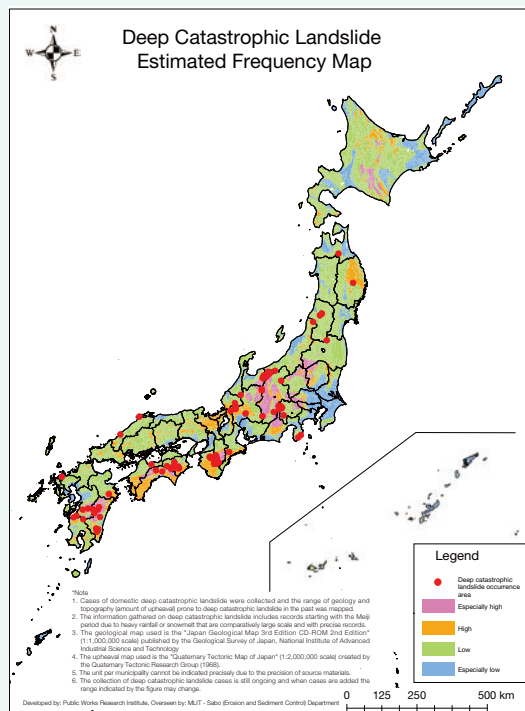 N
W E
S
Deep Catastrophic Landslide
Estimated Frequency Map
Legend
Deep catastrophic
landslide occurrence
area
Especially high
High
Low
Especially low
*Note
1. Cases of domestic deep catastrophic landslide were collected and the range of geology and
topography (amount of upheaval) prone to deep catastrophic landslide in the past was mapped.
2. The information gathered on deep catastrophic landslide includes records starting with the Meiji
period due to heavy rainfall or snowmelt that are comparatively large scale and with precise records.
3. The geological map used is the "Japan Geological Map 3rd Edition CD-ROM 2nd Edition"
(1:1,000,000 scale) published by the Geological Survey of Japan, National Institute of Advanced
Industrial Science and Technology
4. The upheaval map used is the "Quaternary Tectonic Map of Japan" (1:2,000,000 scale) created by
the Quaternary Tectonic Research Group (1968).
5. The unit per municipality cannot be indicated precisely due to the precision of source materials.
6. The collection of deep catastrophic landslide cases is still ongoing and when cases are added the
range indicated by the figure may change.
Developed by: Public Works Research Institute, Overseen by: MLIT - Sabo (Erosion and Sediment Control) Department
0 125 250 500 km